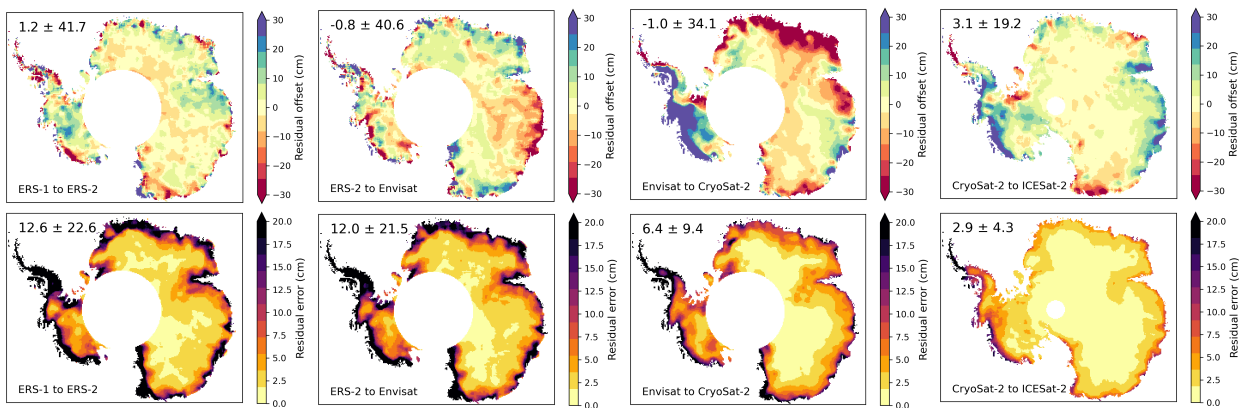 1.2 ± 41.7
ERS-1 to ERS-2
30
20
10
0
−10
−20
−30
Residual offset (cm)
-0.8 ± 40.6
ERS-2 to Envisat
30
20
10
0
−10
−20
−30
Residual offset (cm)
-1.0 ± 34.1
Envisat to CryoSat-2
30
20
10
0
−10
−20
−30
Residual offset (cm)
3.1 ± 19.2
CryoSat-2 to ICESat-2
30
20
10
0
−10
−20
−30
Residual offset (cm)
12.6 ± 22.6
ERS-1 to ERS-2
20.0
17.5
15.0
12.5
10.0
7.5
5.0
2.5
0.0
Residual error (cm)
12.0 ± 21.5
ERS-2 to Envisat
20.0
17.5
15.0
12.5
10.0
7.5
5.0
2.5
0.0
Residual error (cm)
6.4 ± 9.4
Envisat to CryoSat-2
20.0
17.5
15.0
12.5
10.0
7.5
5.0
2.5
0.0
Residual error (cm)
2.9 ± 4.3
CryoSat-2 to ICESat-2
20.0
17.5
15.0
12.5
10.0
7.5
5.0
2.5
0.0
Residual error (cm)